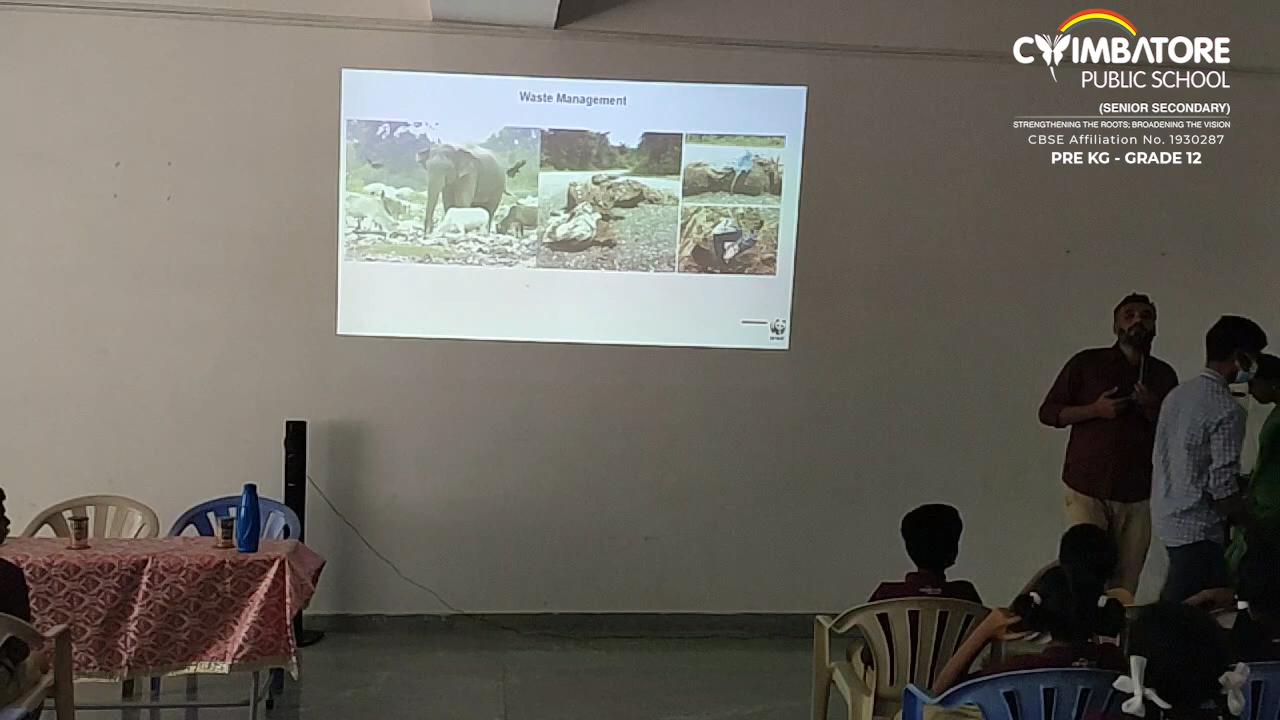 Waste Management
COIMBATORE
PUBLIC SCHOOL
(SENIOR SECONDARY)
STRENGTHENING THE ROOTS; BROADENING THE VISION
CBSE Affiliation No. 1930287
PRE KG - GRADE 12